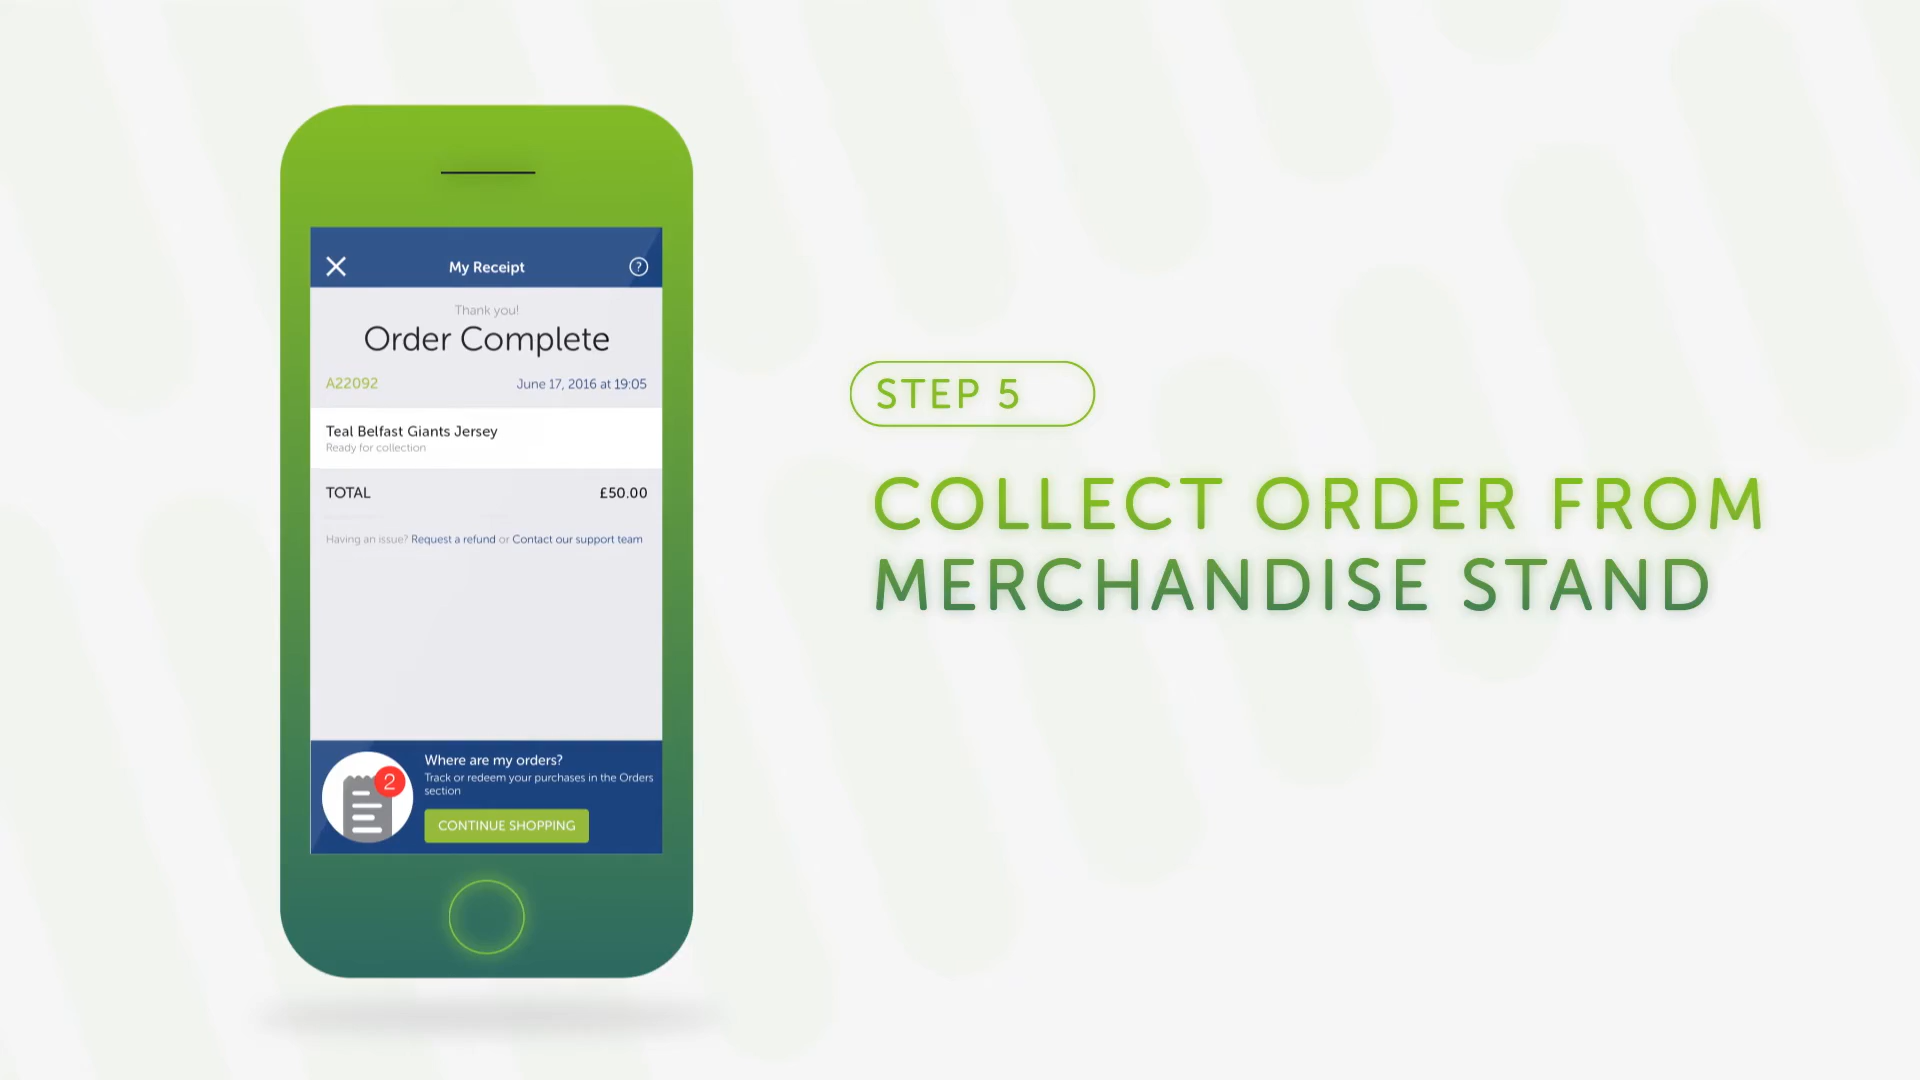 My Receipt
?
Thank you!
Order Complete
A22092 June 17, 2016 at 19:05
Teal Belfast Giants Jersey
Ready for collection
TOTAL £50.00
Having an issue? Request a refund or Contact our support team
2
Where are my orders?
Track or redeem your purchases in the Orders
section
CONTINUE SHOPPING
STEP 5
COLLECT ORDER FROM
MERCHANDISE STAND